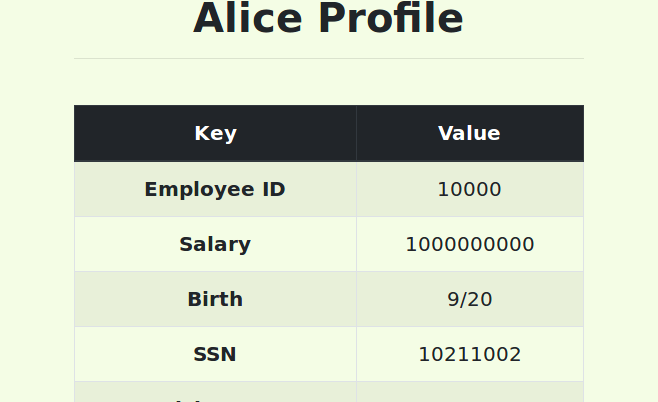 Alice Profile
Key Value
Employee ID 10000
Salary 1000000000
Birth 9/20
SSN 10211002